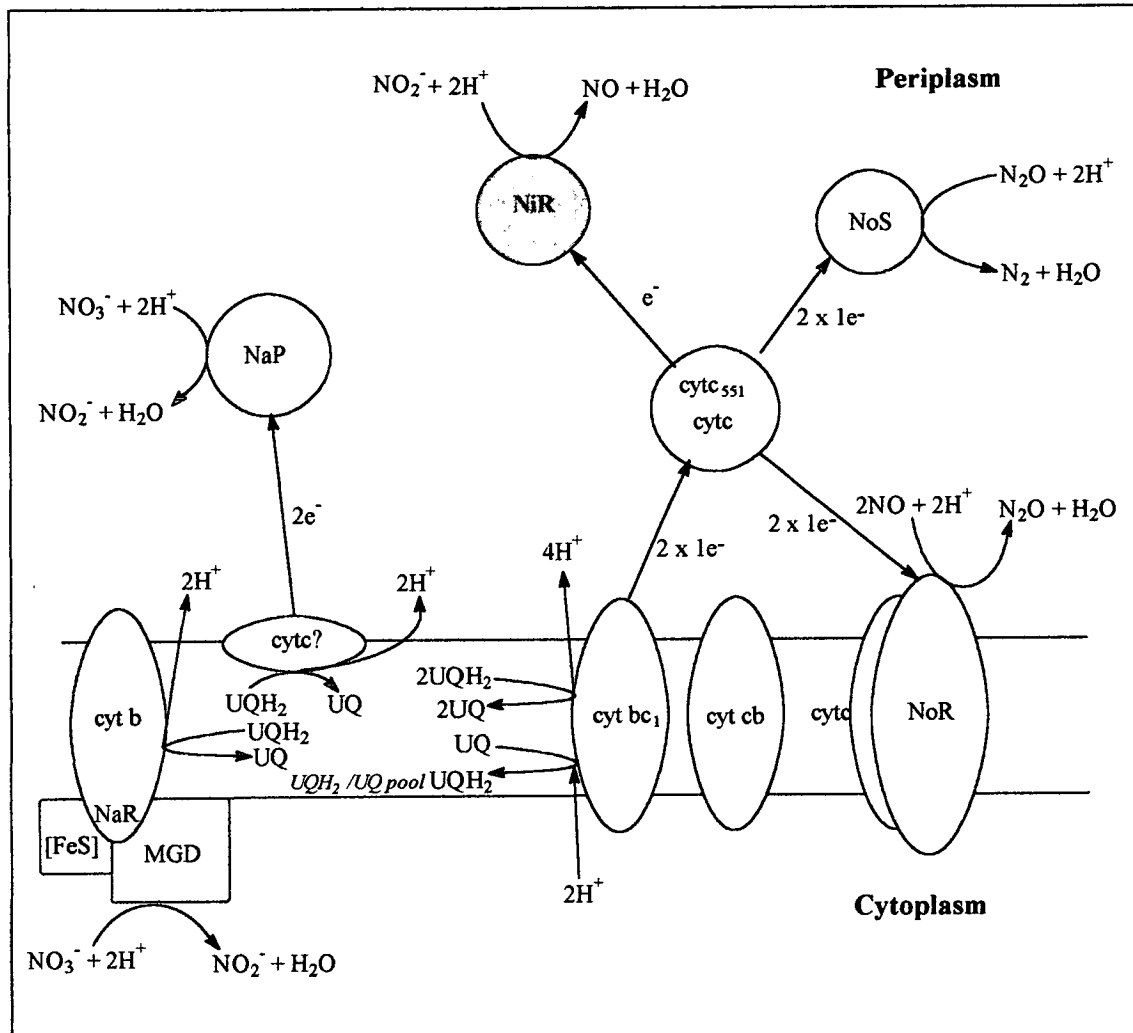 NO₂⁻ + 2H⁺
NO + H₂O
Periplasm
NiR
N₂O + 2H⁺
NoS
N₂ + H₂O
e⁻
2 x 1e⁻
NO₃⁻ + 2H⁺
NaP
NO₂⁻ + H₂O
cytc₅₅₁
cytc
2e⁻
2 x 1e⁻
2 x 1e⁻
2NO + 2H⁺
N₂O + H₂O
4H⁺
2H⁺
2H⁺
cytc?
cyt b
UQH₂
UQ
UQH₂
UQ
2UQH₂
2UQ
UQ
UQH₂ /UQ pool UQH₂
cyt bc₁
cyt cb
cytc
NoR
NaR
[FeS]
MGD
2H⁺
Cytoplasm
NO₃⁻ + 2H⁺
NO₂⁻ + H₂O